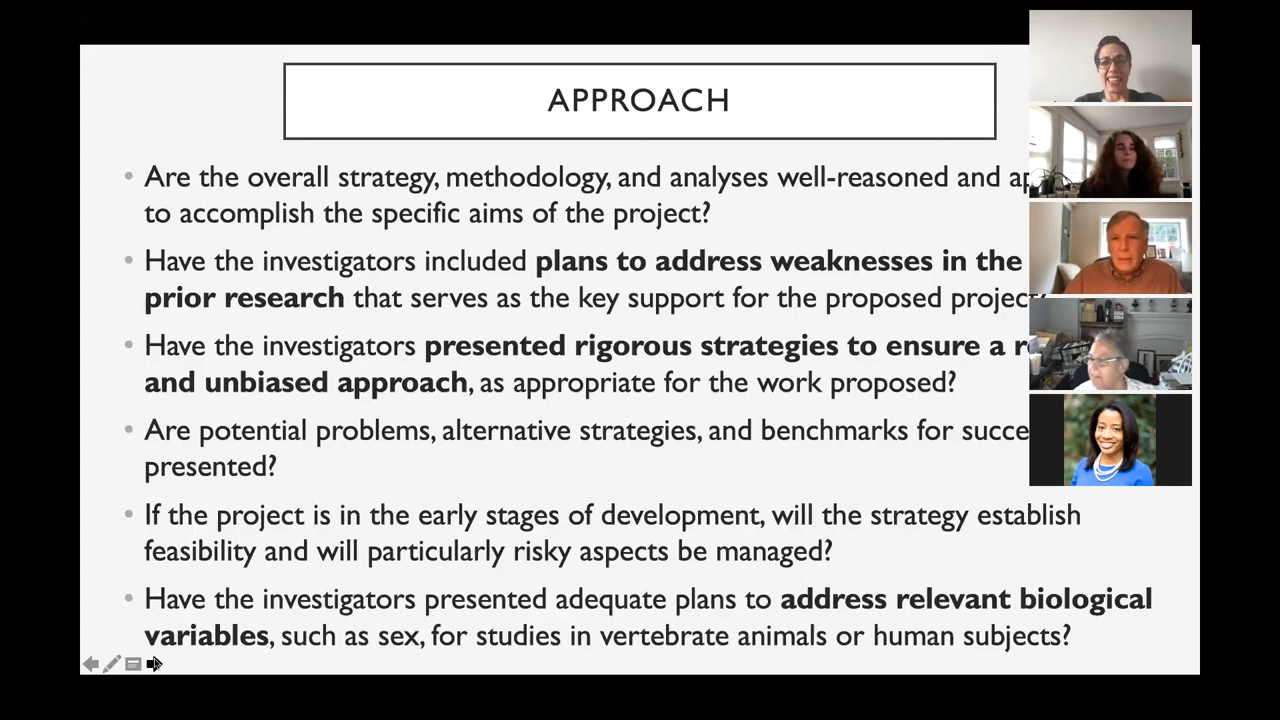 APPROACH
• Are the overall strategy, methodology, and analyses well-reasoned and
to accomplish the specific aims of the project?
• Have the investigators included plans to address weaknesses in the
prior research that serves as the key support for the proposed project?
• Have the investigators presented rigorous strategies to ensure a
and unbiased approach, as appropriate for the work proposed?
• Are potential problems, alternative strategies, and benchmarks for
presented?
• If the project is in the early stages of development, will the strategy establish
feasibility and will particularly risky aspects be managed?
• Have the investigators presented adequate plans to address relevant biological
variables, such as sex, for studies in vertebrate animals or human subjects?